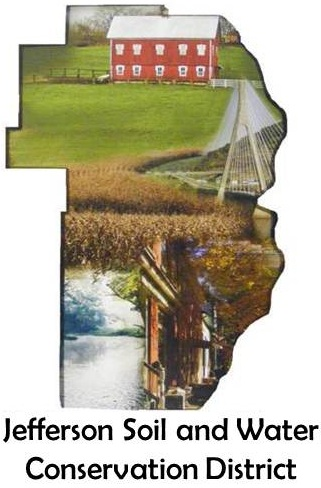 Jefferson Soil and Water
Conservation District